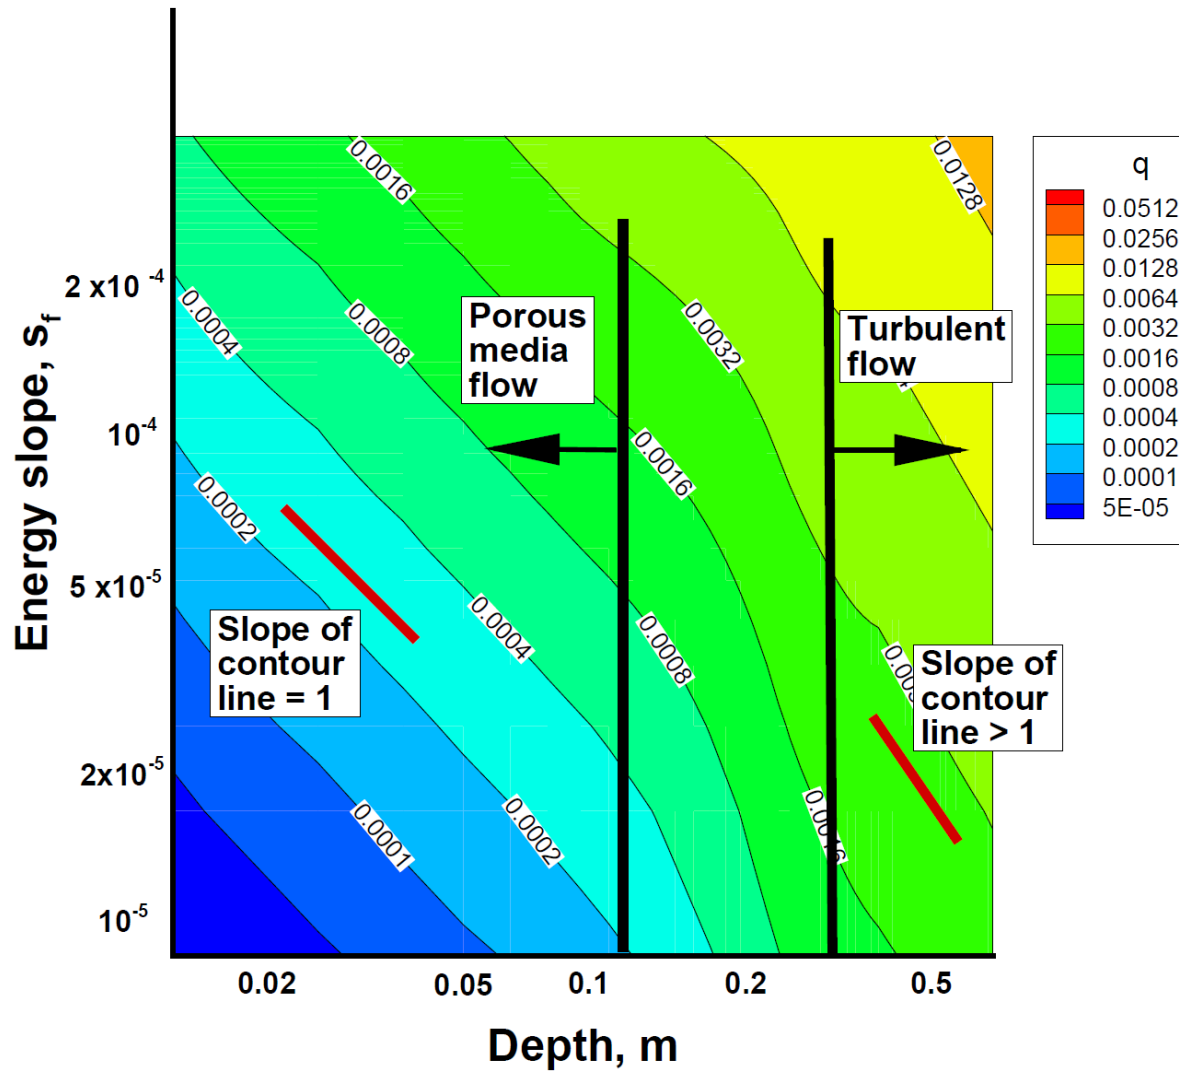 0.0128
0.0016
0.0032
0.0008
0.0004
0.0016
0.0002
0.0004
0.0008
0.0001
0.0002
Porous
media
flow
Turbulent
flow
Slope of
contour
line = 1
Slope of
contour
line > 1
Energy slope, s_f
2 x10 ⁻⁴
10⁻⁴
5 x10⁻⁵
2x10⁻⁵
10⁻⁵
0.02 0.05 0.1 0.2 0.5
Depth, m
q
0.0512
0.0256
0.0128
0.0064
0.0032
0.0016
0.0008
0.0004
0.0002
0.0001
5E-05